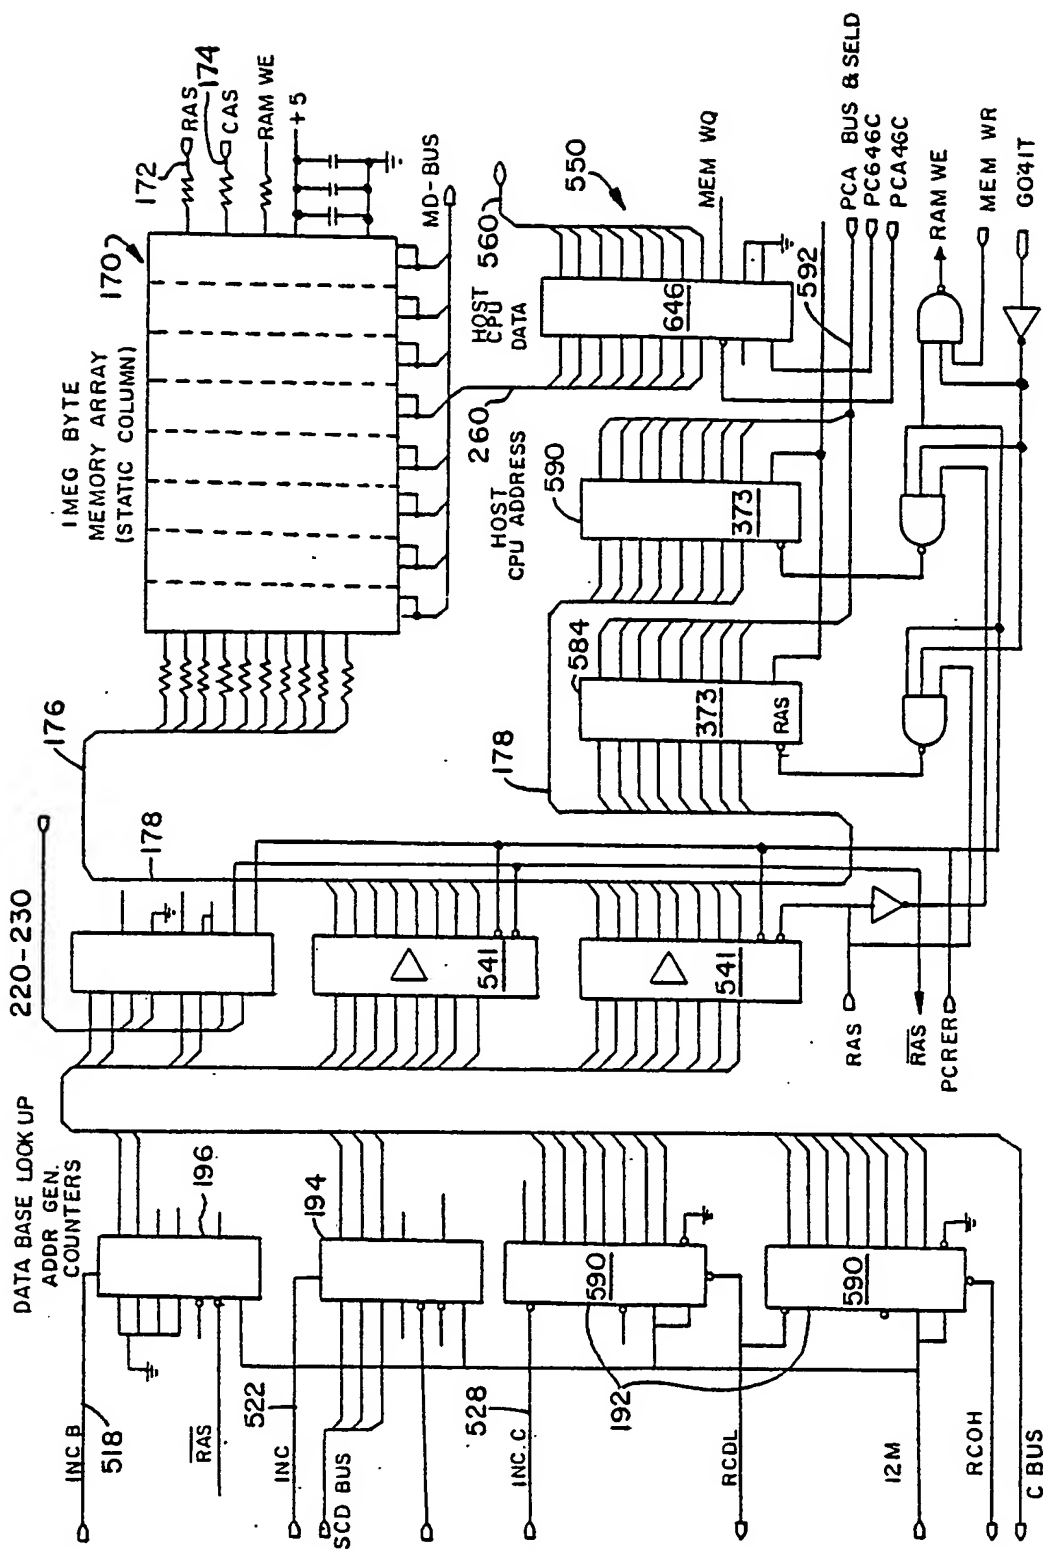 1MEG BYTE
MEMORY ARRAY
(STATIC COLUMN)
170
172
RAS
174
CAS
RAM WE
+5
MD-BUS
176
178
220-230
DATA BASE LOOK UP
ADDR GEN.
COUNTERS
196
194
INC B
518
RAS
522
INC
SCD BUS
528
INC. C
590
192
RCDL
590
12M
RCOH
C BUS
541
541
RAS
RAS
PCRER
178
584
373
RAS
HOST
CPU ADDRESS
590
373
260
HOST
CPU
DATA
560
550
646
MEM WQ
592
PCA BUS & SELD
PC646C
PCA46C
RAM WE
MEM WR
GO41T